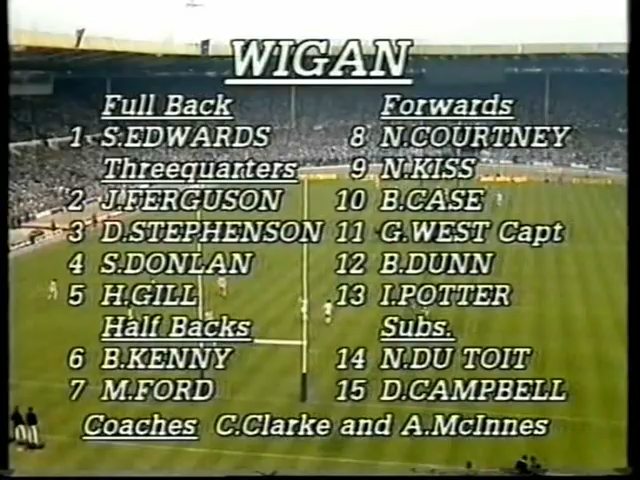 WIGAN
Full Back
1 S.EDWARDS
Threequarters
2 J.FERGUSON
3 D.STEPHENSON
4 S.DONLAN
5 H.GILL
Half Backs
6 B.KENNY
7 M.FORD
Forwards
8 N.COURTNEY
9 N.KISS
10 B.CASE
11 G.WEST Capt
12 B.DUNN
13 I.POTTER
Subs.
14 N.DU TOIT
15 D.CAMPBELL
Coaches C.Clarke and A.McInnes